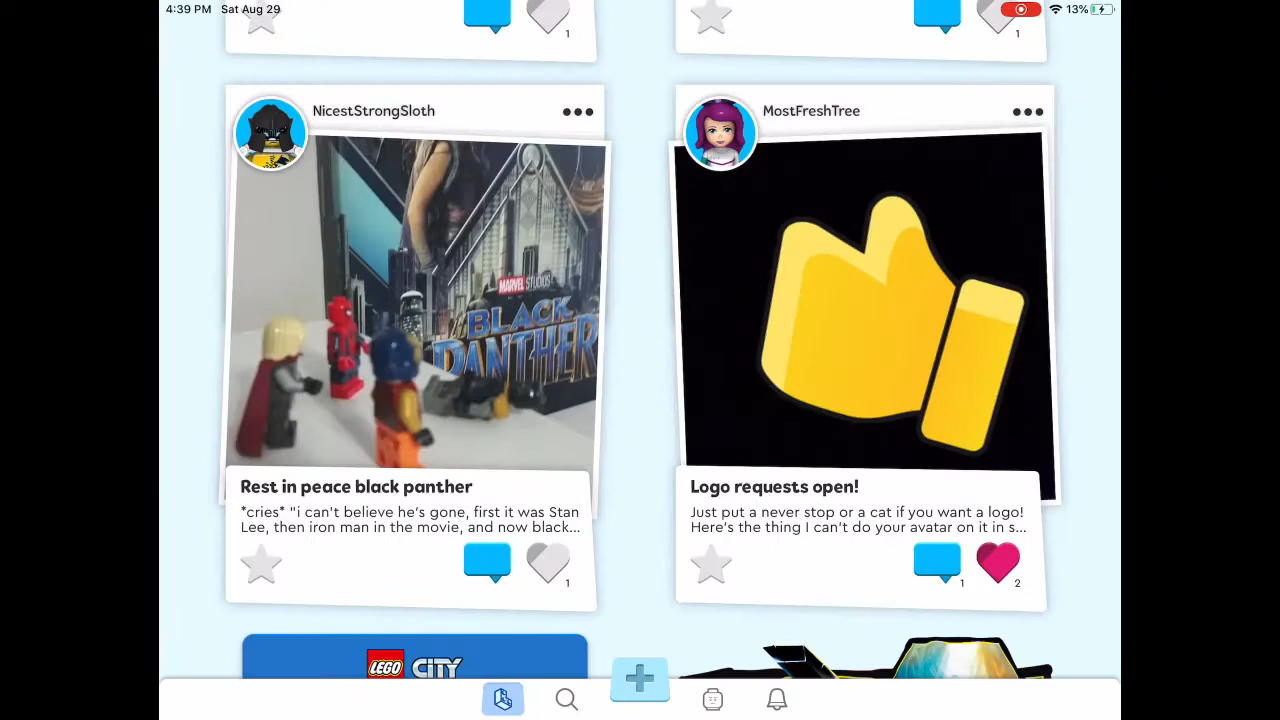 4:39 PM Sat Aug 29
13%
1
1
NicestStrongSloth
MostFreshTree
MARVEL STUDIOS
BLACK
PANTHER
Rest in peace black panther
*cries* "i can't believe he's gone, first it was Stan
Lee, then iron man in the movie, and now black...
1
Logo requests open!
Just put a never stop or a cat if you want a logo!
Here's the thing I can't do your avatar on it in s...
1
2
LEGO CITY